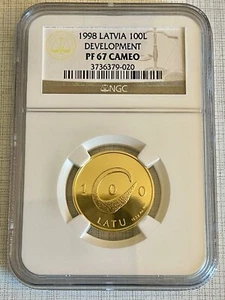 1998 LATVIA 100L
DEVELOPMENT
PF 67 CAMEO
3736379-020
NGC
1 0 0
LATU